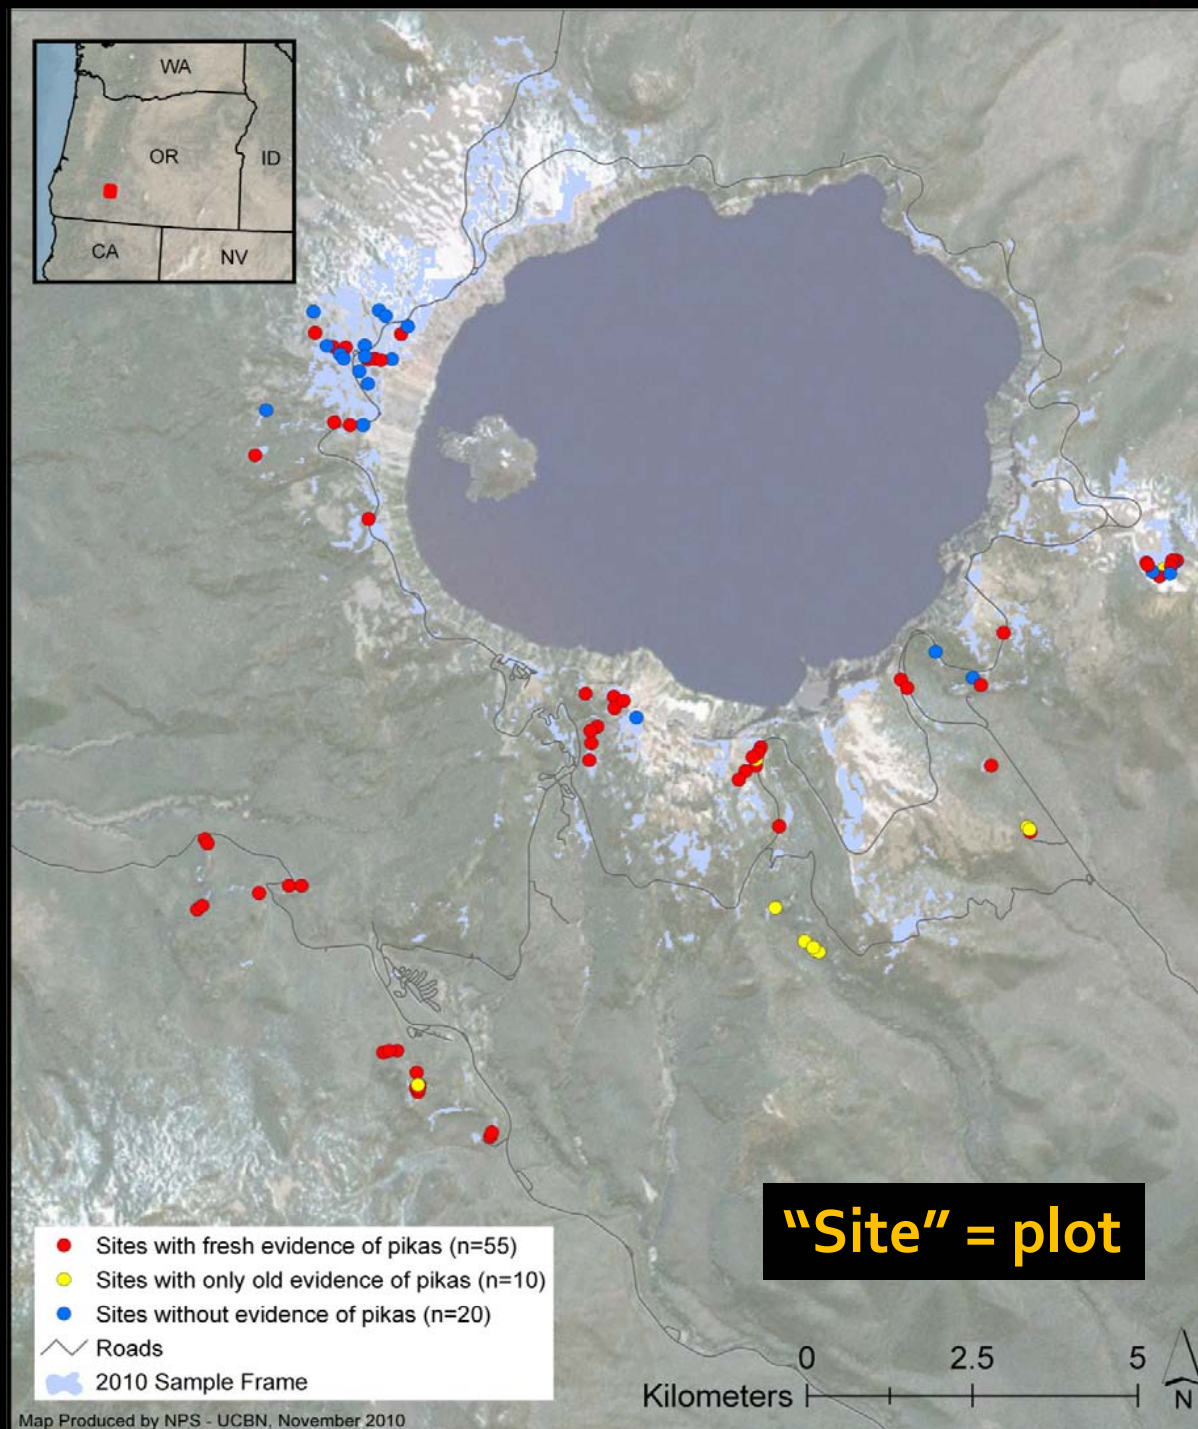 WA
OR
ID
CA
NV
“Site” = plot
Sites with fresh evidence of pikas (n=55)
Sites with only old evidence of pikas (n=10)
Sites without evidence of pikas (n=20)
Roads
2010 Sample Frame
0 2.5 5
Kilometers
N
Map Produced by NPS - UCBN, November 2010